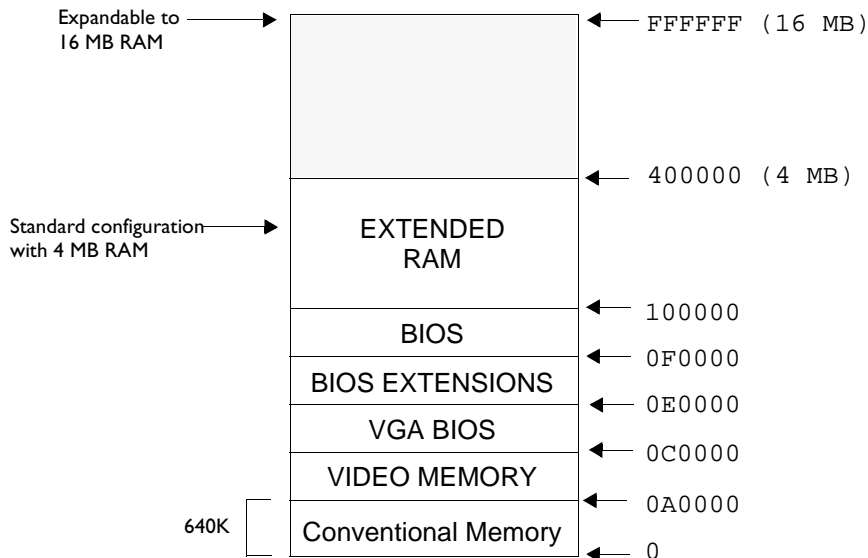 Expandable to
16 MB RAM
FFFFFF (16 MB)
400000 (4 MB)
Standard configuration
with 4 MB RAM
EXTENDED
RAM
100000
BIOS
0F0000
BIOS EXTENSIONS
0E0000
VGA BIOS
0C0000
VIDEO MEMORY
0A0000
640K
Conventional Memory
0